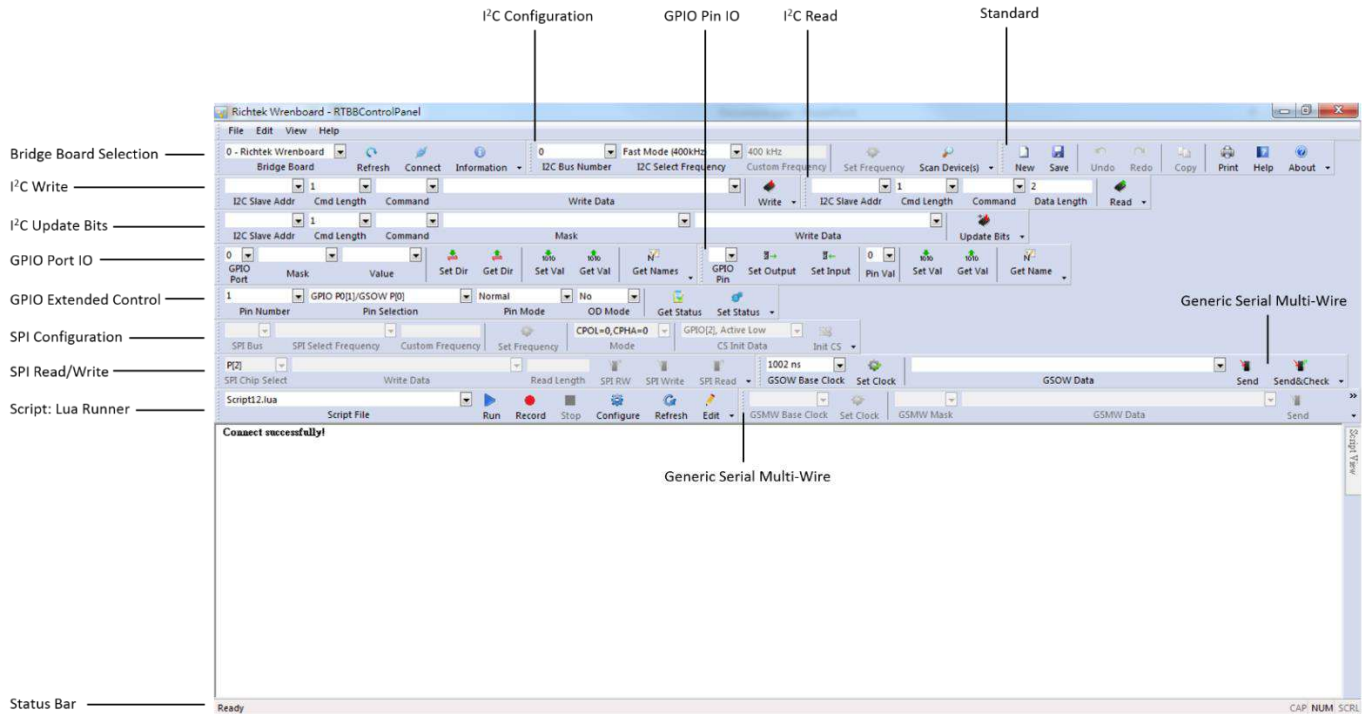 I²C Configuration GPIO Pin IO I²C Read Standard
Richtek Wrenboard - RTBBControlPanel
File Edit View Help
Bridge Board Selection 0 - Richtek Wrenboard 0 Fast Mode (400kHz) 400 kHz
Bridge Board Refresh Connect Information I2C Bus Number I2C Select Frequency Custom Frequency Set Frequency Scan Device(s) New Save Undo Redo Copy Print Help About
I²C Write 1 1 2
I2C Slave Addr Cmd Length Command Write Data Write I2C Slave Addr Cmd Length Command Data Length Read
I²C Update Bits 1
I2C Slave Addr Cmd Length Command Mask Write Data Update Bits
GPIO Port IO 0 0
GPIO Port Mask Value Set Dir Get Dir Set Val Get Val Get Names GPIO Pin Set Output Set Input Pin Val Set Val Get Val Get Name
GPIO Extended Control 1 GPIO P0[1]/GSOW P[0] Normal No Generic Serial Multi-Wire
Pin Number Pin Selection Pin Mode OD Mode Get Status Set Status
SPI Configuration CPOL=0,CPHA=0 GPIO[2], Active Low
SPI Bus SPI Select Frequency Custom Frequency Set Frequency Mode CS Init Data Init CS
SPI Read/Write P[2] 1002 ns
SPI Chip Select Write Data Read Length SPI RW SPI Write SPI Read GSOW Base Clock Set Clock GSOW Data Send Send&Check
Script: Lua Runner Script12.lua
Script File Run Record Stop Configure Refresh Edit GSMW Base Clock Set Clock GSMW Mask GSMW Data Send
Connect successfully!
Script View
Generic Serial Multi-Wire
Status Bar Ready CAP NUM SCRL